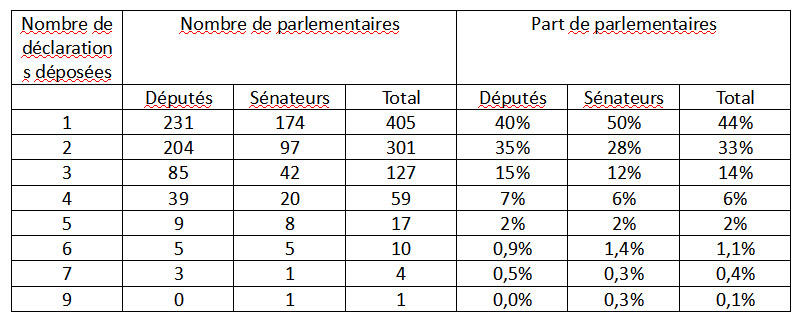 Nombre de Nombre de parlementaires Part de parlementaires
déclaration
s déposées
Députés Sénateurs Total Députés Sénateurs Total
1 231 174 405 40% 50% 44%
2 204 97 301 35% 28% 33%
3 85 42 127 15% 12% 14%
4 39 20 59 7% 6% 6%
5 9 8 17 2% 2% 2%
6 5 5 10 0,9% 1,4% 1,1%
7 3 1 4 0,5% 0,3% 0,4%
9 0 1 1 0,0% 0,3% 0,1%